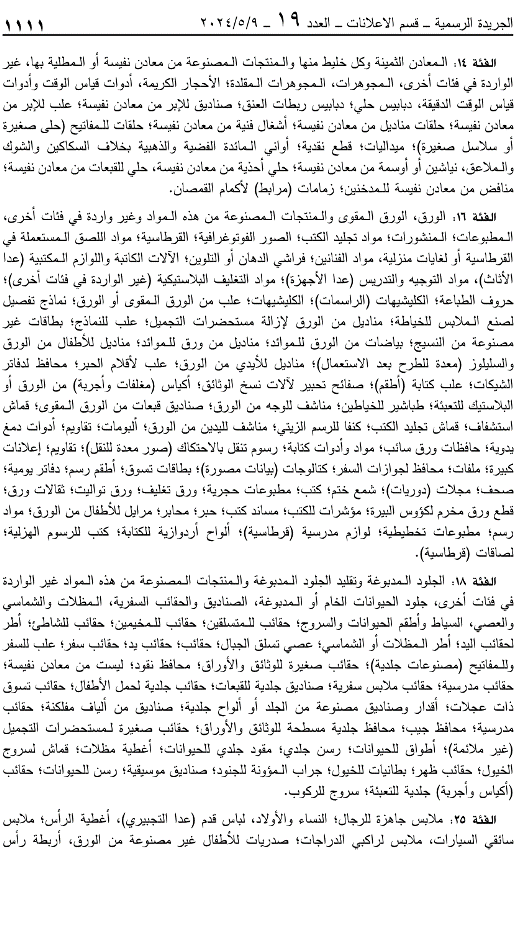 الجريدة الرسمية ـ قسم الاعلانات ـ العدد ١٩ ـ ٢٠٢٤/٥/٩
١١١١
الفئة ١٤: المعادن الثمينة وكل خليط منها والمنتجات المصنوعة من معادن نفيسة أو المطلية بها، غير
الواردة في فئات أخرى، المجوهرات، المجوهرات المقلدة؛ الأحجار الكريمة، أدوات قياس الوقت وأدوات
قياس الوقت الدقيقة، دبابيس حلي؛ دبابيس ربطات العنق؛ صناديق للإبر من معادن نفيسة؛ علب للإبر من
معادن نفيسة؛ حلقات مناديل من معادن نفيسة؛ أشغال فنية من معادن نفيسة؛ حلقات للمفاتيح (حلى صغيرة
أو سلاسل صغيرة)؛ ميداليات؛ قطع نقدية؛ أواني المائدة الفضية والذهبية بخلاف السكاكين والشوك
والملاعق، نياشين أو أوسمة من معادن نفيسة؛ حلي أحذية من معادن نفيسة، حلي للقبعات من معادن نفيسة؛
منافض من معادن نفيسة للمدخنين؛ زمامات (مرابط) لأكمام القمصان.
الفئة ١٦: الورق، الورق المقوى والمنتجات المصنوعة من هذه المواد وغير واردة في فئات أخرى،
المطبوعات؛ المنشورات؛ مواد تجليد الكتب؛ الصور الفوتوغرافية؛ القرطاسية؛ مواد اللصق المستعملة في
القرطاسية أو لغايات منزلية، مواد الفنانين؛ فراشي الدهان أو التلوين؛ الآلات الكاتبة واللوازم المكتبية (عدا
الأثاث)، مواد التوجيه والتدريس (عدا الأجهزة)؛ مواد التغليف البلاستيكية (غير الواردة في فئات أخرى)؛
حروف الطباعة؛ الكليشيهات (الراسمات)؛ الكليشيهات؛ علب من الورق المقوى أو الورق؛ نماذج تفصيل
لصنع الملابس للخياطة؛ مناديل من الورق لإزالة مستحضرات التجميل؛ علب للنماذج؛ بطاقات غير
مصنوعة من النسيج؛ بياضات من الورق للموائد؛ مناديل من ورق للموائد؛ مناديل للأطفال من الورق
والسليلوز (معدة للطرح بعد الاستعمال)؛ مناديل للأيدي من الورق؛ علب لأقلام الحبر؛ محافظ لدفاتر
الشيكات؛ علب كتابة (أطقم)؛ صفائح تحبير لآلات نسخ الوثائق؛ أكياس (مغلفات وأجربة) من الورق أو
البلاستيك للتعبئة؛ طباشير للخياطين؛ مناشف للوجه من الورق؛ صناديق قبعات من الورق المقوى؛ قماش
استشفاف؛ قماش تجليد الكتب؛ كنفا للرسم الزيتي؛ مناشف لليدين من الورق؛ ألبومات؛ تقاويم؛ أدوات دمغ
يدوية؛ حافظات ورق سائب؛ مواد وأدوات كتابة؛ رسوم تنقل بالاحتكاك (صور معدة للنقل)؛ تقاويم؛ إعلانات
كبيرة؛ ملفات؛ محافظ لجوازات السفر؛ كتالوجات (بيانات مصورة)؛ بطاقات تسوق؛ أطقم رسم؛ دفاتر يومية؛
صحف؛ مجلات (دوريات)؛ شمع ختم؛ كتب؛ مطبوعات حجرية؛ ورق تغليف؛ ورق تواليت؛ ثقالات ورق؛
قطع ورق مخرم لكؤوس البيرة؛ مؤشرات للكتب؛ مساند كتب؛ حبر؛ محابر؛ مرايل للأطفال من الورق؛ مواد
رسم؛ مطبوعات تخطيطية؛ لوازم مدرسية (قرطاسية)؛ ألواح أردوازية للكتابة؛ كتب للرسوم الهزلية؛
لصاقات (قرطاسية).
الفئة ١٨: الجلود المدبوغة وتقليد الجلود المدبوغة والمنتجات المصنوعة من هذه المواد غير الواردة
في فئات أخرى، جلود الحيوانات الخام أو المدبوغة، الصناديق والحقائب السفرية، المظلات والشماسي
والعصي، السياط وأطقم الحيوانات والسروج؛ حقائب للمتسلقين؛ حقائب للمخيمين؛ حقائب للشاطئ؛ أطر
لحقائب اليد؛ أطر المظلات أو الشماسي؛ عصي تسلق الجبال؛ حقائب؛ حقائب يد؛ حقائب سفر؛ علب للسفر
وللمفاتيح (مصنوعات جلدية)؛ حقائب صغيرة للوثائق والأوراق؛ محافظ نقود؛ ليست من معادن نفيسة؛
حقائب مدرسية؛ حقائب ملابس سفرية؛ صناديق جلدية للقبعات؛ حقائب جلدية لحمل الأطفال؛ حقائب تسوق
ذات عجلات؛ أقدار وصناديق مصنوعة من الجلد أو ألواح جلدية؛ صناديق من ألياف مفلكنة؛ حقائب
مدرسية؛ محافظ جيب؛ محافظ جلدية مسطحة للوثائق والأوراق؛ حقائب صغيرة لمستحضرات التجميل
(غير ملائمة)؛ أطواق للحيوانات؛ رسن جلدي؛ مقود جلدي للحيوانات؛ أغطية مظلات؛ قماش لسروج
الخيول؛ حقائب ظهر؛ بطانيات للخيول؛ جراب المؤونة للجنود؛ صناديق موسيقية؛ رسن للحيوانات؛ حقائب
(أكياس وأجربة) جلدية للتعبئة؛ سروج للركوب.
الفئة ٢٥: ملابس جاهزة للرجال؛ النساء والأولاد، لباس قدم (عدا التجبيري)، أغطية الرأس؛ ملابس
سائقي السيارات، ملابس لراكبي الدراجات؛ صدريات للأطفال غير مصنوعة من الورق، أربطة رأس